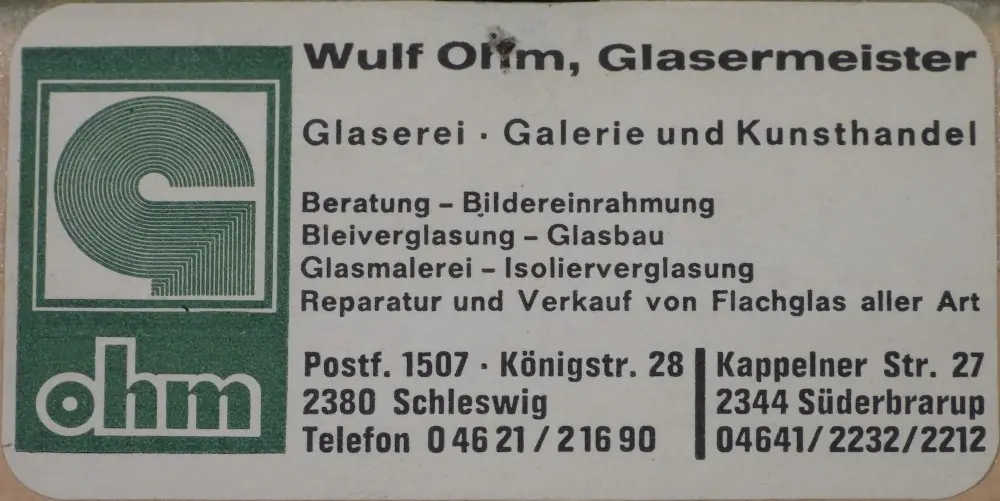 Wulf Ohm, Glasermeister
Glaserei · Galerie und Kunsthandel
Beratung – Bildereinrahmung
Bleiverglasung – Glasbau
Glasmalerei – Isolierverglasung
Reparatur und Verkauf von Flachglas aller Art
ohm
Postf. 1507 · Königstr. 28
2380 Schleswig
Telefon 0 46 21 / 2 16 90
Kappelner Str. 27
2344 Süderbrarup
04641/2232/2212